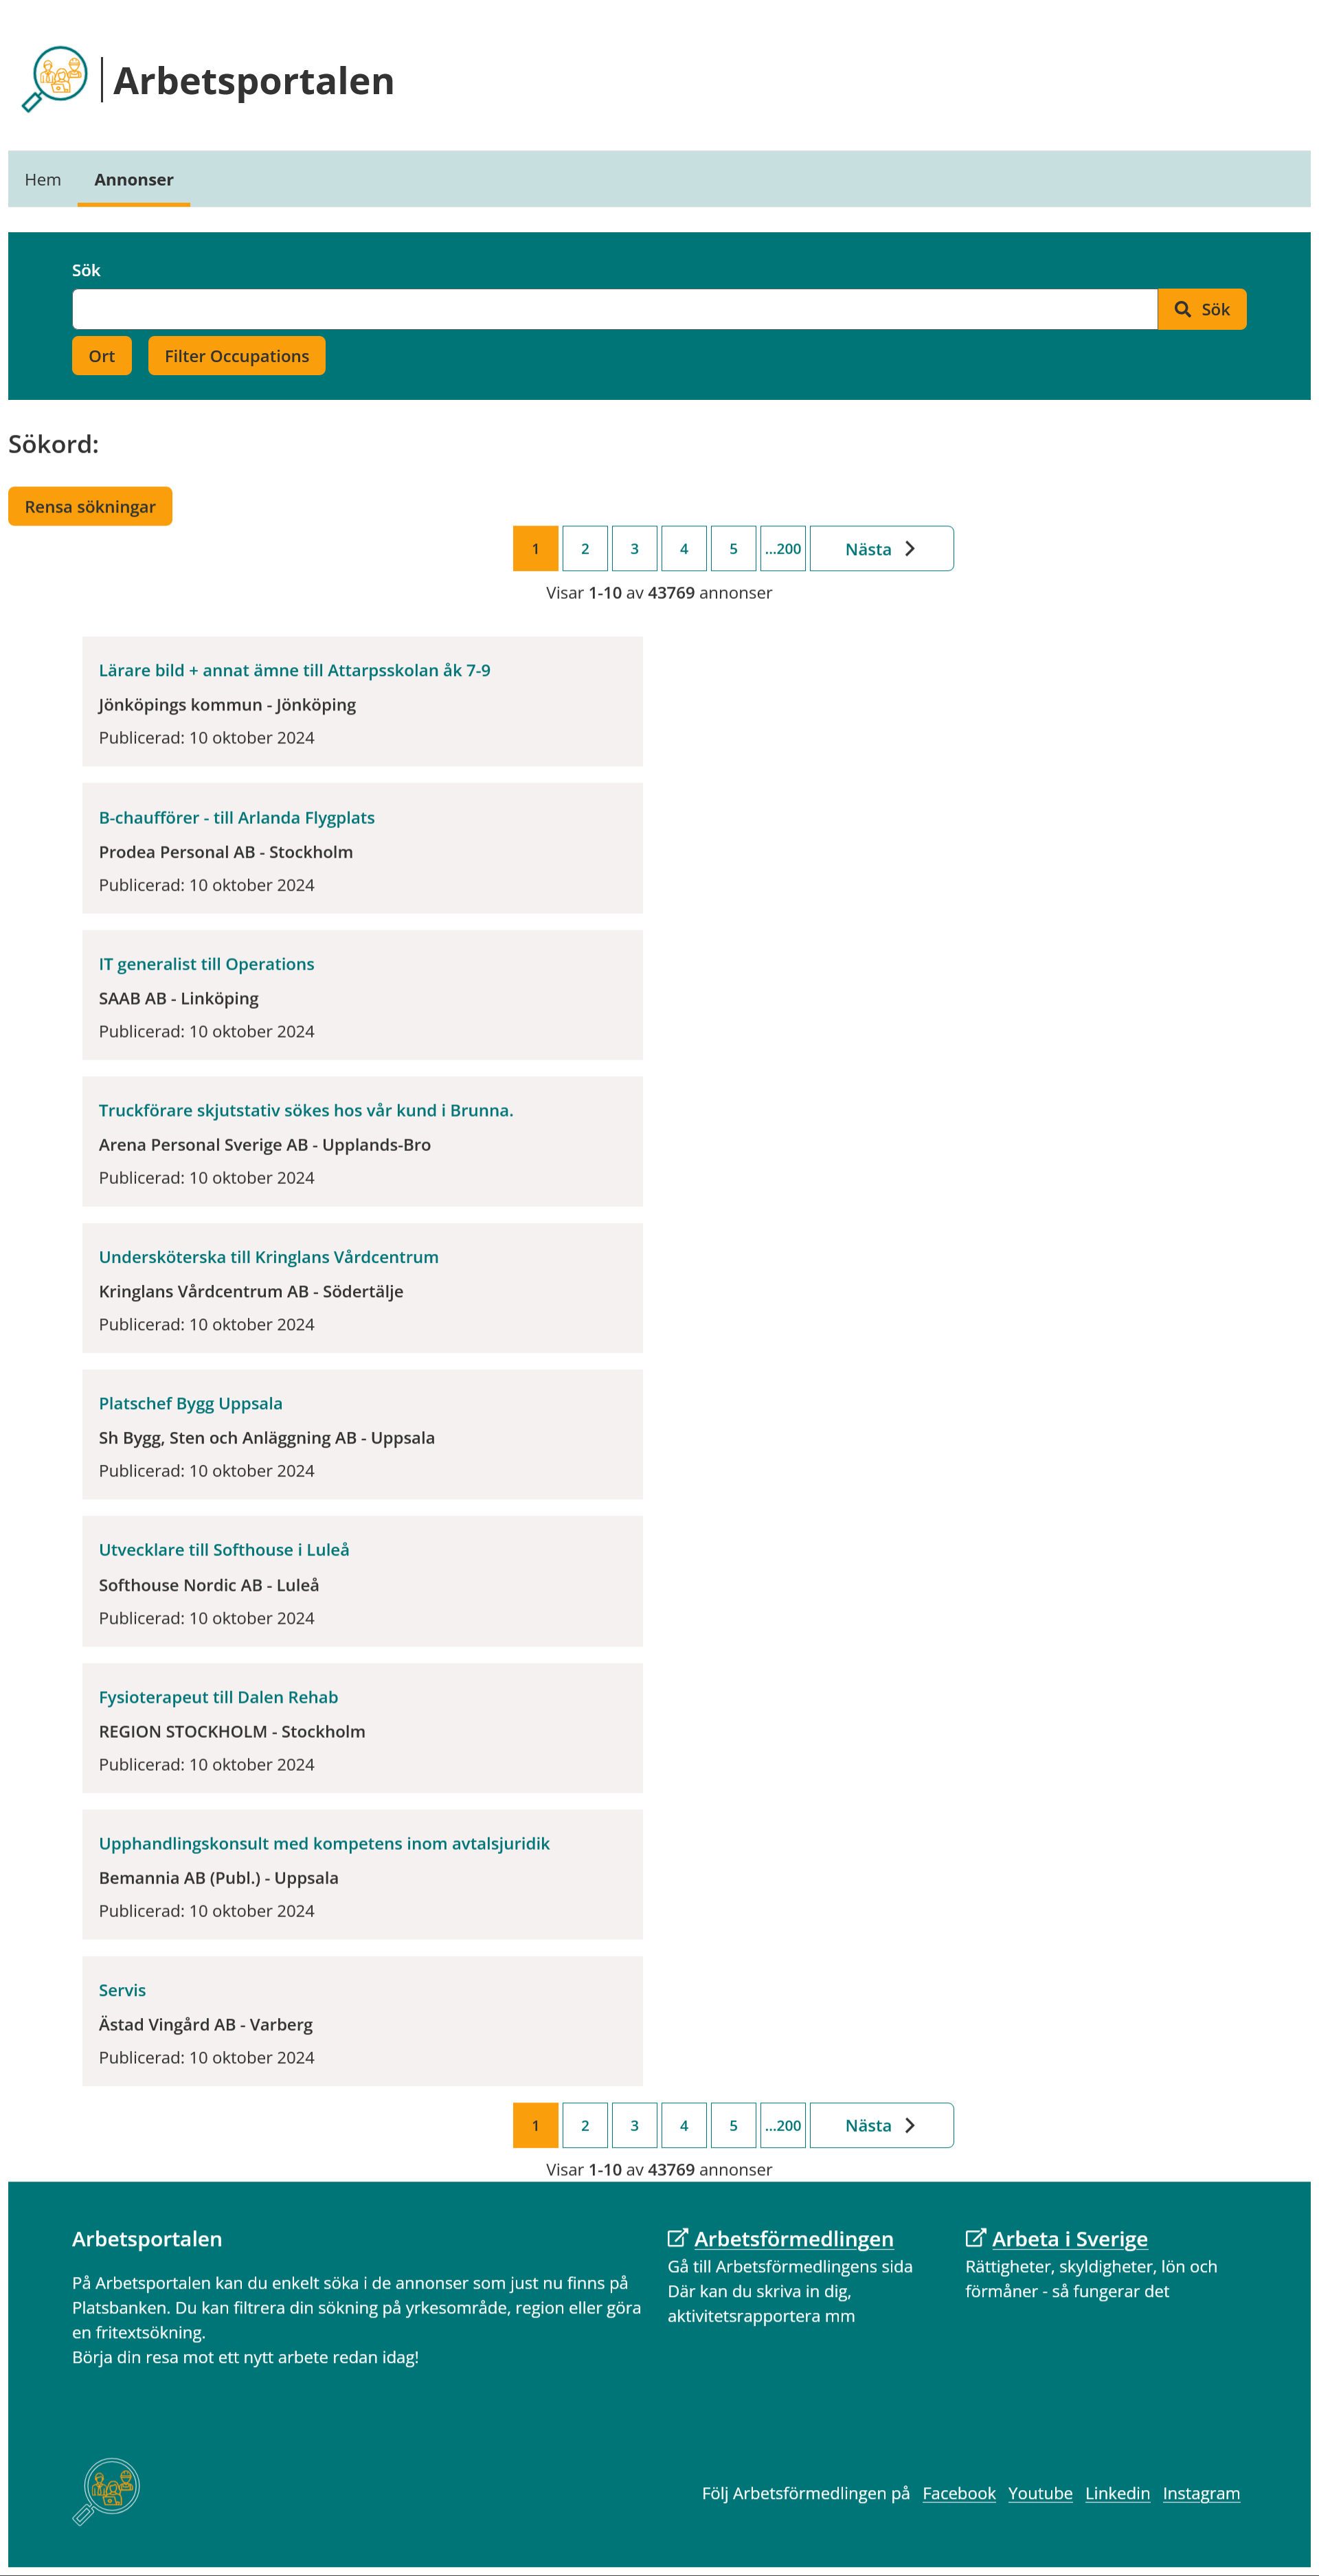 Arbetsportalen
Hem Annonser
Sök
Sök
Ort Filter Occupations
Sökord:
Rensa sökningar
1 2 3 4 5 ...200 Nästa
Visar 1-10 av 43769 annonser
Lärare bild + annat ämne till Attarpsskolan åk 7-9
Jönköpings kommun - Jönköping
Publicerad: 10 oktober 2024
B-chaufförer - till Arlanda Flygplats
Prodea Personal AB - Stockholm
Publicerad: 10 oktober 2024
IT generalist till Operations
SAAB AB - Linköping
Publicerad: 10 oktober 2024
Truckförare skjutstativ sökes hos vår kund i Brunna.
Arena Personal Sverige AB - Upplands-Bro
Publicerad: 10 oktober 2024
Undersköterska till Kringlans Vårdcentrum
Kringlans Vårdcentrum AB - Södertälje
Publicerad: 10 oktober 2024
Platschef Bygg Uppsala
Sh Bygg, Sten och Anläggning AB - Uppsala
Publicerad: 10 oktober 2024
Utvecklare till Softhouse i Luleå
Softhouse Nordic AB - Luleå
Publicerad: 10 oktober 2024
Fysioterapeut till Dalen Rehab
REGION STOCKHOLM - Stockholm
Publicerad: 10 oktober 2024
Upphandlingskonsult med kompetens inom avtalsjuridik
Bemannia AB (Publ.) - Uppsala
Publicerad: 10 oktober 2024
Servis
Ästad Vingård AB - Varberg
Publicerad: 10 oktober 2024
1 2 3 4 5 ...200 Nästa
Visar 1-10 av 43769 annonser
Arbetsportalen
På Arbetsportalen kan du enkelt söka i de annonser som just nu finns på
Platsbanken. Du kan filtrera din sökning på yrkesområde, region eller göra
en fritextsökning.
Börja din resa mot ett nytt arbete redan idag!
Arbetsförmedlingen
Gå till Arbetsförmedlingens sida
Där kan du skriva in dig,
aktivitetsrapportera mm
Arbeta i Sverige
Rättigheter, skyldigheter, lön och
förmåner - så fungerar det
Följ Arbetsförmedlingen på Facebook Youtube Linkedin Instagram